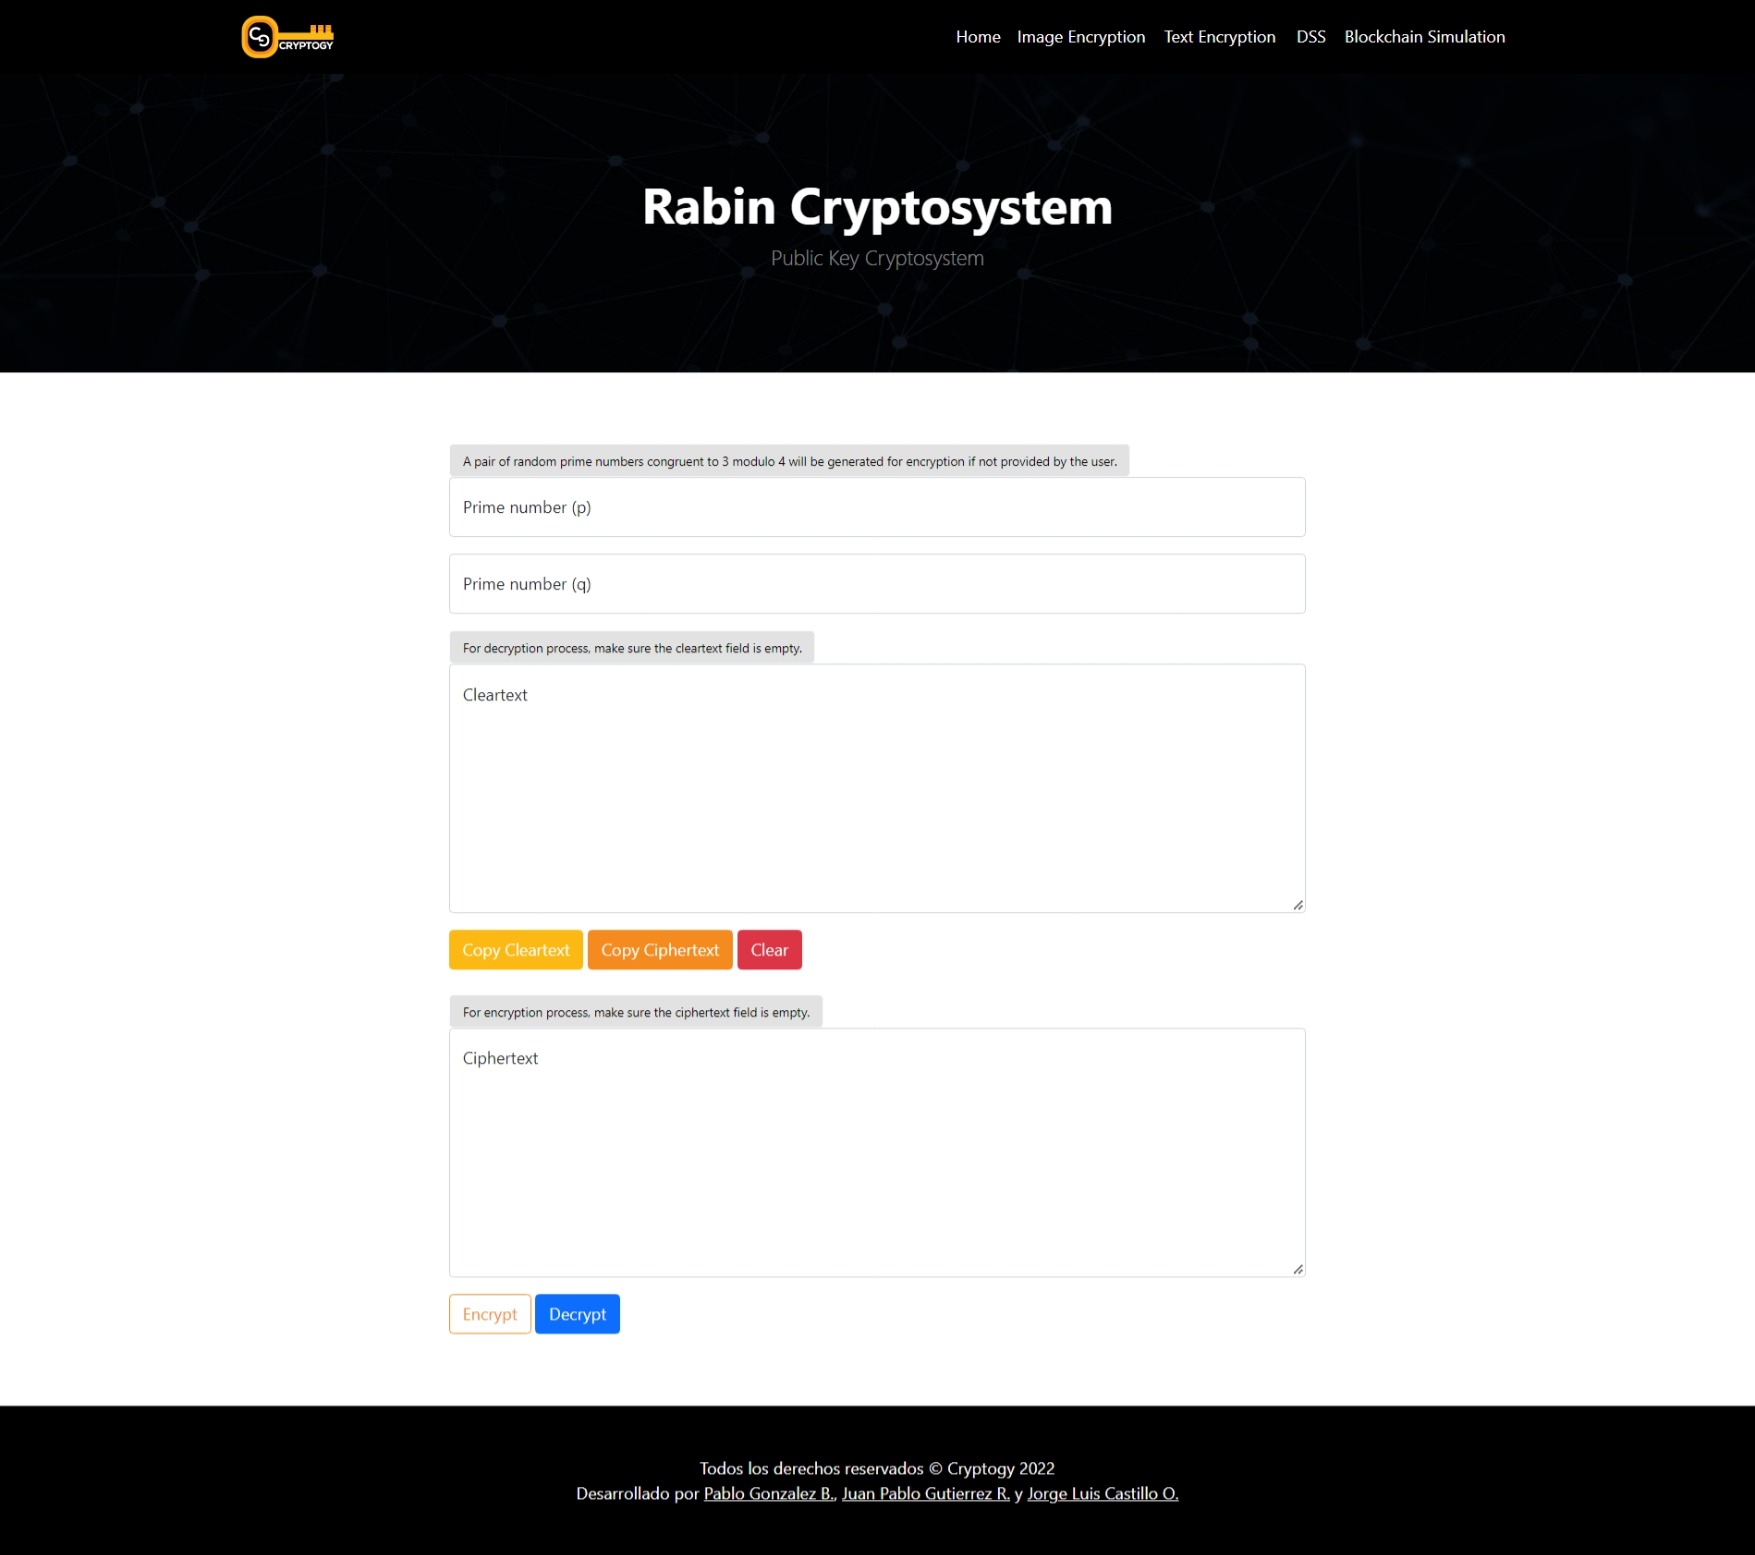 CG CRYPTOGY
Home Image Encryption Text Encryption DSS Blockchain Simulation
Rabin Cryptosystem
Public Key Cryptosystem
A pair of random prime numbers congruent to 3 modulo 4 will be generated for encryption if not provided by the user.
Prime number (p)
Prime number (q)
For decryption process, make sure the cleartext field is empty.
Cleartext
Copy Cleartext Copy Ciphertext Clear
For encryption process, make sure the ciphertext field is empty.
Ciphertext
Encrypt Decrypt
Todos los derechos reservados © Cryptogy 2022
Desarrollado por Pablo Gonzalez B., Juan Pablo Gutierrez R. y Jorge Luis Castillo O.